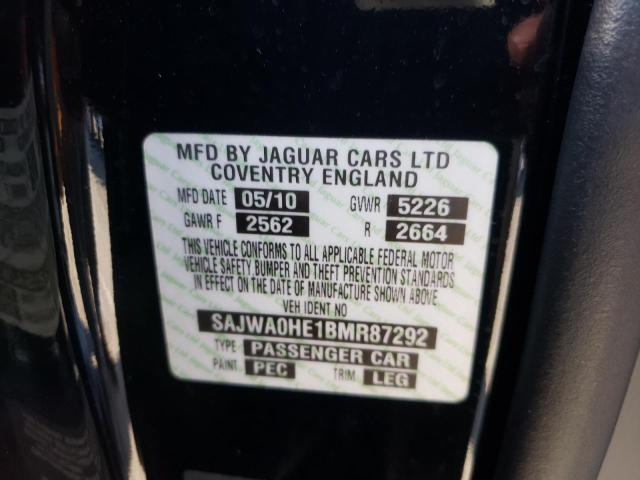 MFD BY JAGUAR CARS LTD
COVENTRY ENGLAND
MFD DATE 05/10 GVWR 5226
GAWR F 2562 R 2664
THIS VEHICLE CONFORMS TO ALL APPLICABLE FEDERAL MOTOR
VEHICLE SAFETY, BUMPER AND THEFT PREVENTION STANDARDS
IN EFFECT ON THE DATE OF MANUFACTURE SHOWN ABOVE.
VEH IDENT NO
SAJWA0HE1BMR87292
TYPE: PASSENGER CAR
PAINT: PEC TRIM: LEG